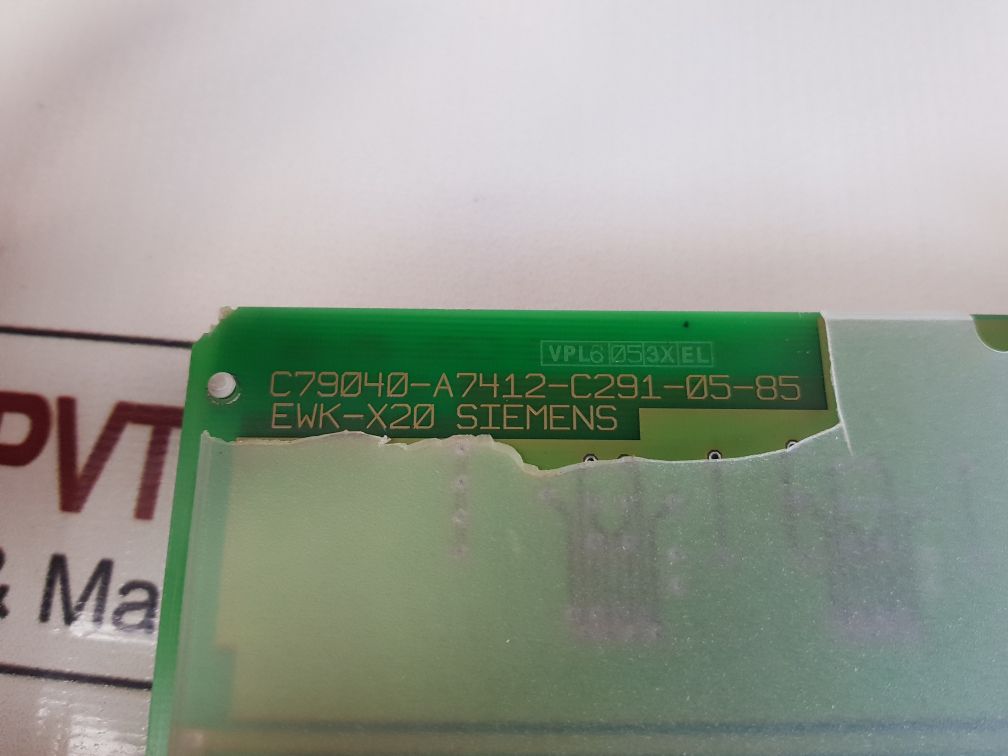 VPL6 05 3X EL
C79040-A7412-C291-05-85
EWK-X20 SIEMENS
PVT
& Ma